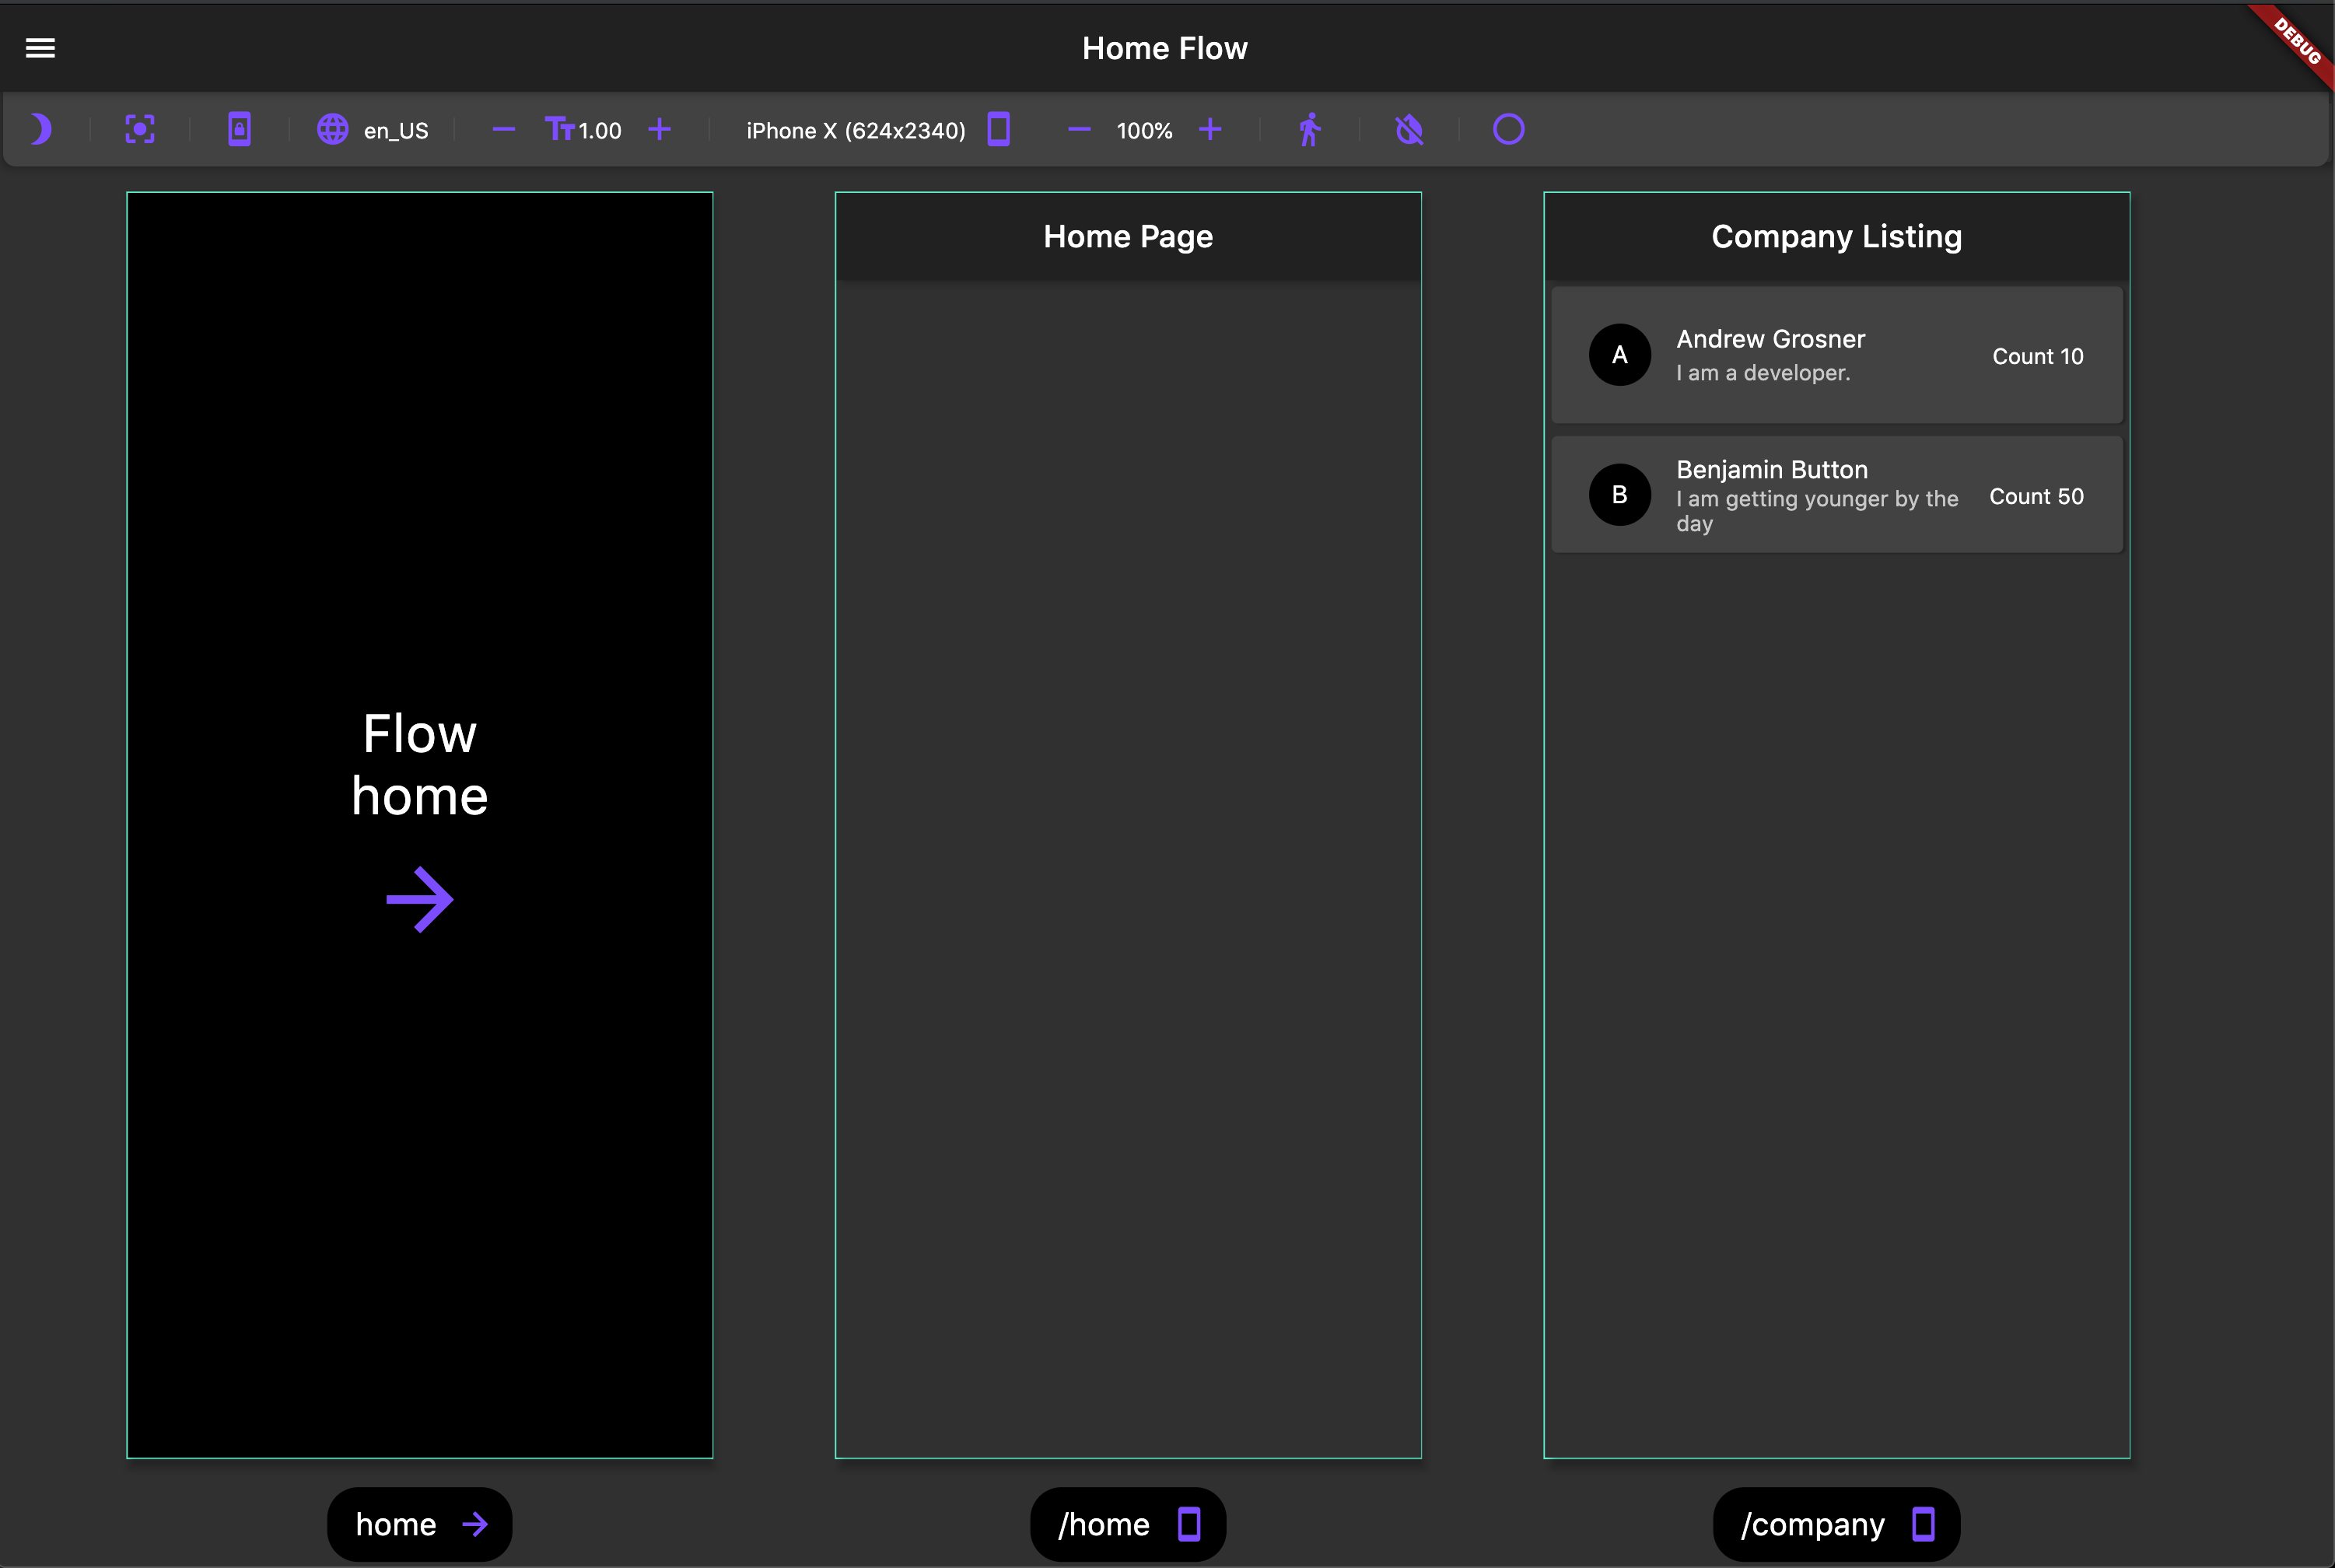 Home Flow
DEBUG
en_US
1.00
iPhone X (624x2340)
100%
Flow
home
Home Page
Company Listing
A
Andrew Grosner
I am a developer.
Count 10
B
Benjamin Button
I am getting younger by the
day
Count 50
home
/home
/company